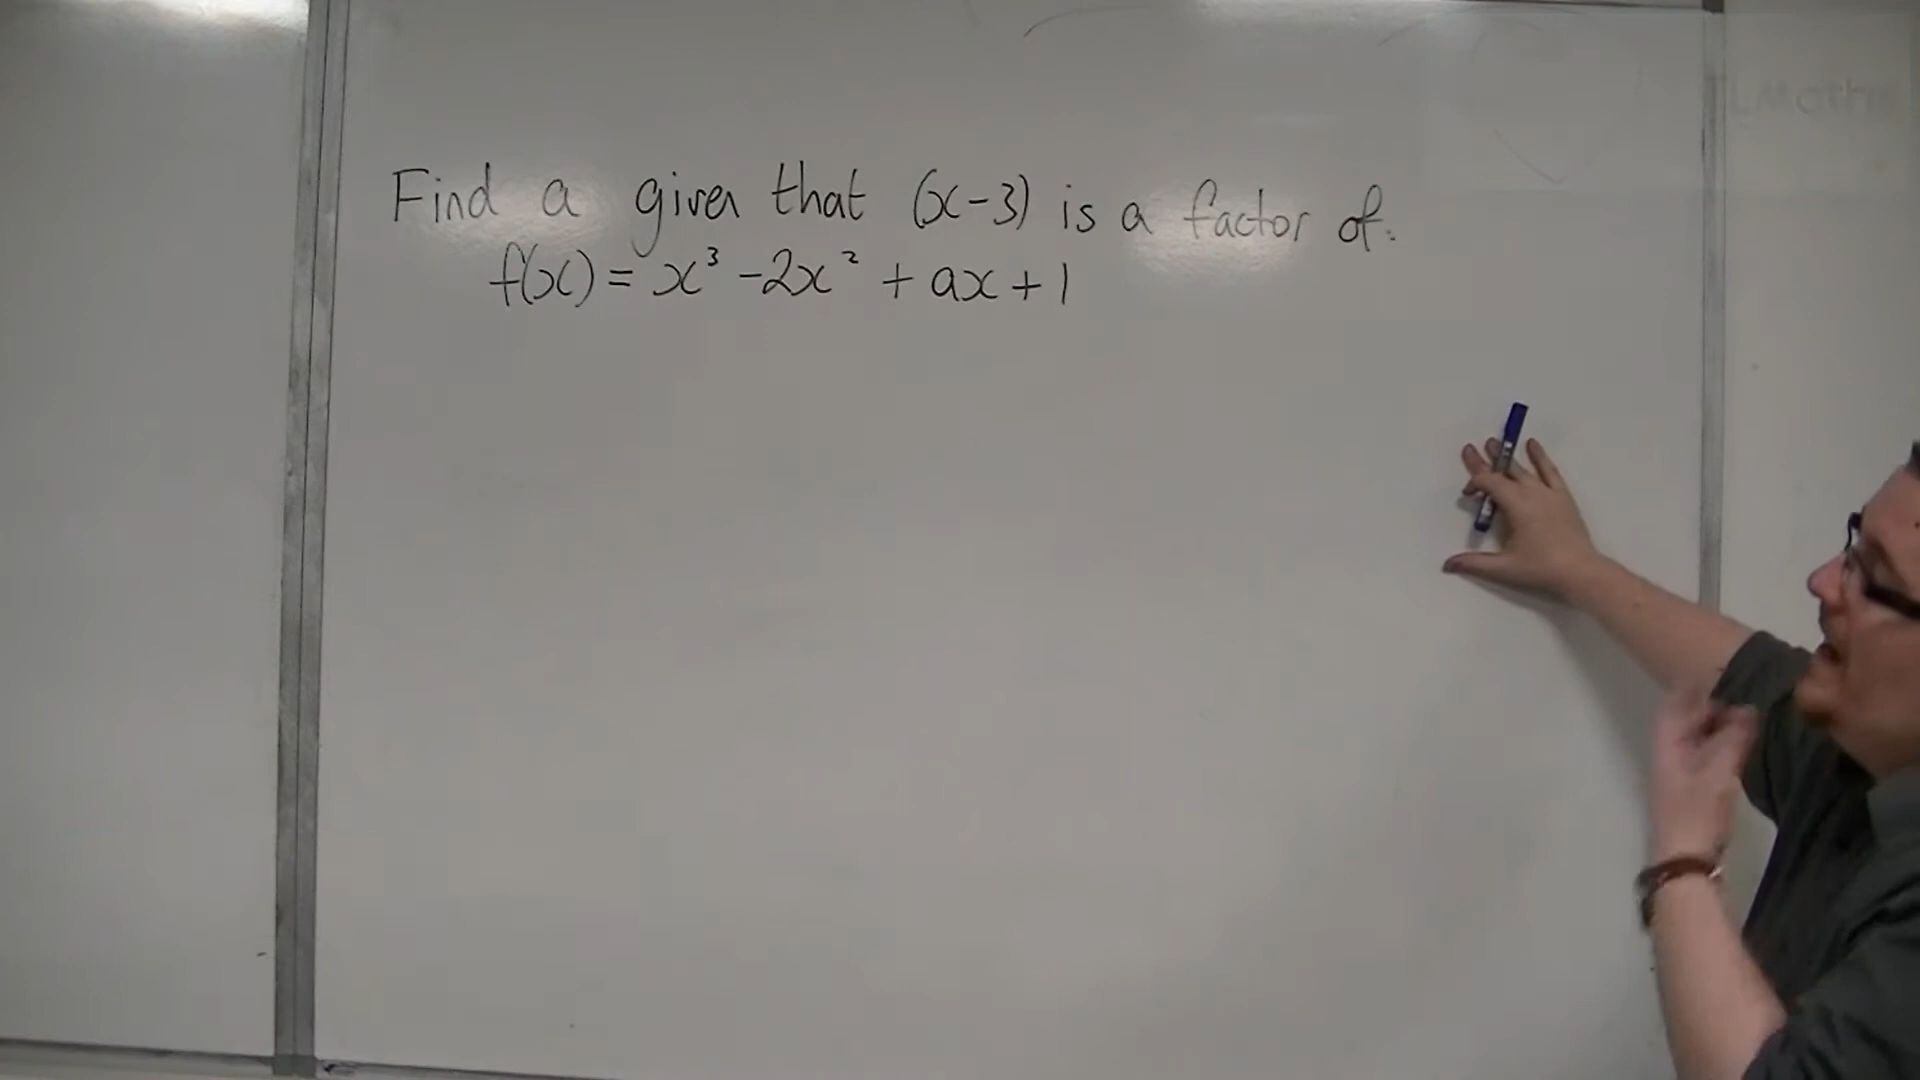 Find a given that (x-3) is a factor of:
f(x) = x³ - 2x² + ax + 1